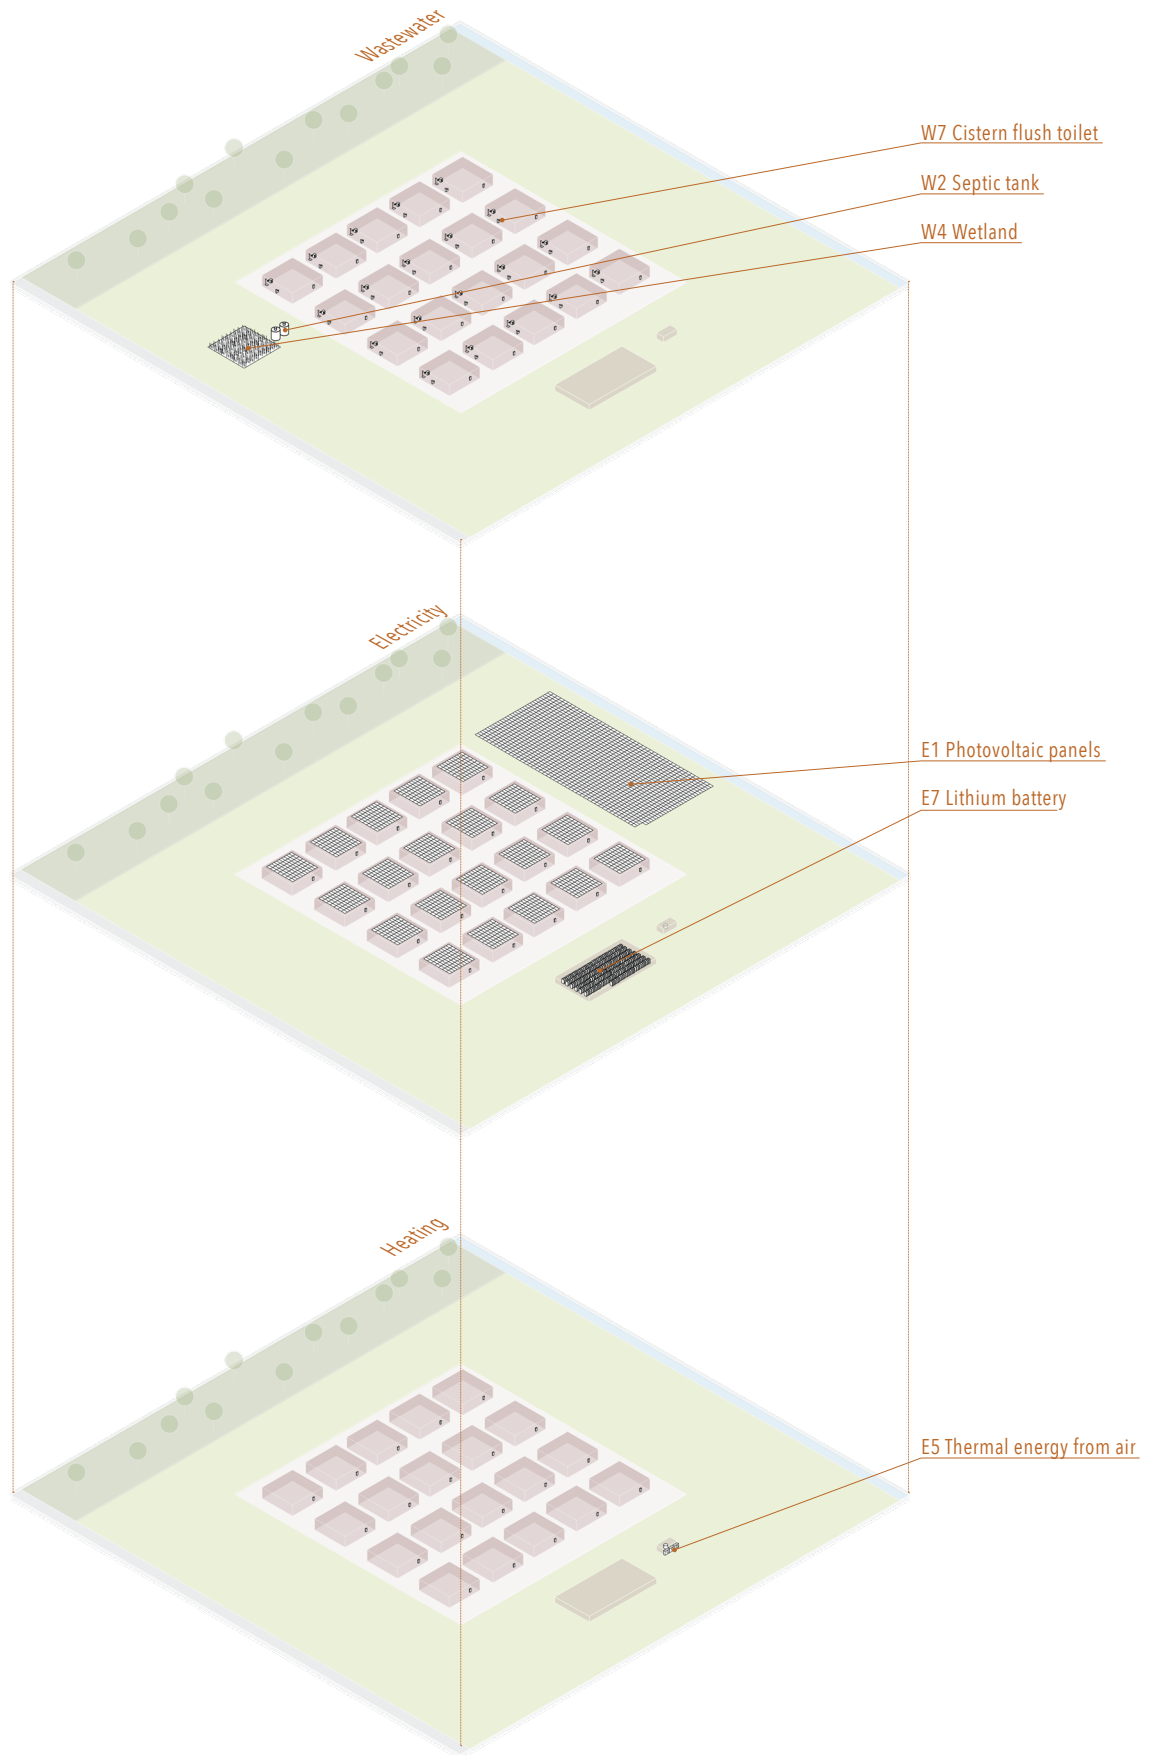 Wastewater
W7 Cistern flush toilet
W2 Septic tank
W4 Wetland
Electricity
E1 Photovoltaic panels
E7 Lithium battery
Heating
E5 Thermal energy from air